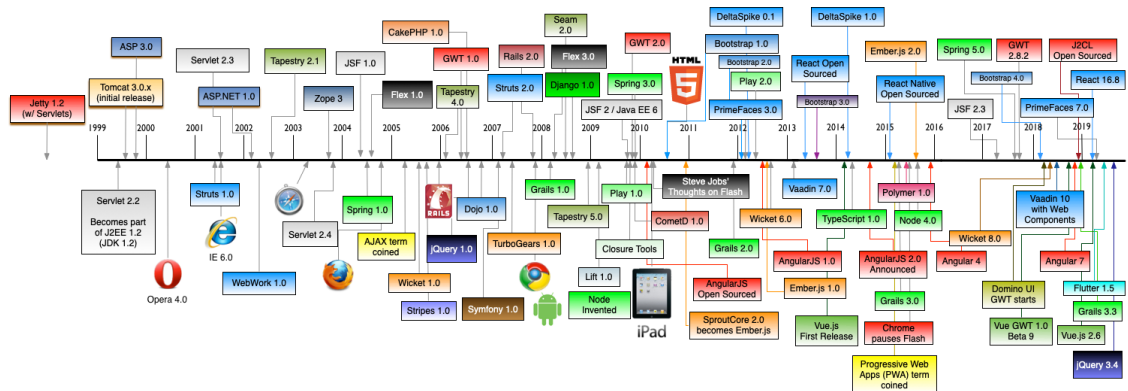 ASP 3.0
Tomcat 3.0.x
(initial release)
Jetty 1.2
(w/ Servlets)
Servlet 2.3
ASP.NET 1.0
Tapestry 2.1
Zope 3
JSF 1.0
Flex 1.0
CakePHP 1.0
GWT 1.0
Tapestry
4.0
Rails 2.0
Struts 2.0
Seam
2.0
Flex 3.0
Django 1.0
GWT 2.0
Spring 3.0
JSF 2 / Java EE 6
HTML
5
DeltaSpike 0.1
Bootstrap 1.0
Bootstrap 2.0
Play 2.0
PrimeFaces 3.0
DeltaSpike 1.0
React Open
Sourced
Bootstrap 3.0
Ember.js 2.0
React Native
Open Sourced
Spring 5.0
JSF 2.3
GWT
2.8.2
Bootstrap 4.0
J2CL
Open Sourced
React 16.8
PrimeFaces 7.0
1999
2000
2001
2002
2003
2004
2005
2006
2007
2008
2009
2010
2011
2012
2013
2014
2015
2016
2017
2018
2019
Servlet 2.2
Becomes part
of J2EE 1.2
(JDK 1.2)
Opera 4.0
Struts 1.0
IE 6.0
WebWork 1.0
Servlet 2.4
Spring 1.0
AJAX term
coined
Wicket 1.0
Stripes 1.0
RAILS
jQuery 1.0
Dojo 1.0
Symfony 1.0
TurboGears 1.0
Grails 1.0
Tapestry 5.0
Lift 1.0
Node
Invented
Play 1.0
Closure Tools
iPad
Steve Jobs'
Thoughts on Flash
CometD 1.0
AngularJS
Open Sourced
SproutCore 2.0
becomes Ember.js
Grails 2.0
Wicket 6.0
AngularJS 1.0
Ember.js 1.0
Vue.js
First Release
Vaadin 7.0
TypeScript 1.0
AngularJS 2.0
Announced
Polymer 1.0
Node 4.0
Grails 3.0
Chrome
pauses Flash
Progressive Web
Apps (PWA) term
coined
Angular 4
Wicket 8.0
Vaadin 10
with Web
Components
Domino UI
GWT starts
Vue GWT 1.0
Beta 9
Angular 7
Flutter 1.5
Grails 3.3
Vue.js 2.6
jQuery 3.4